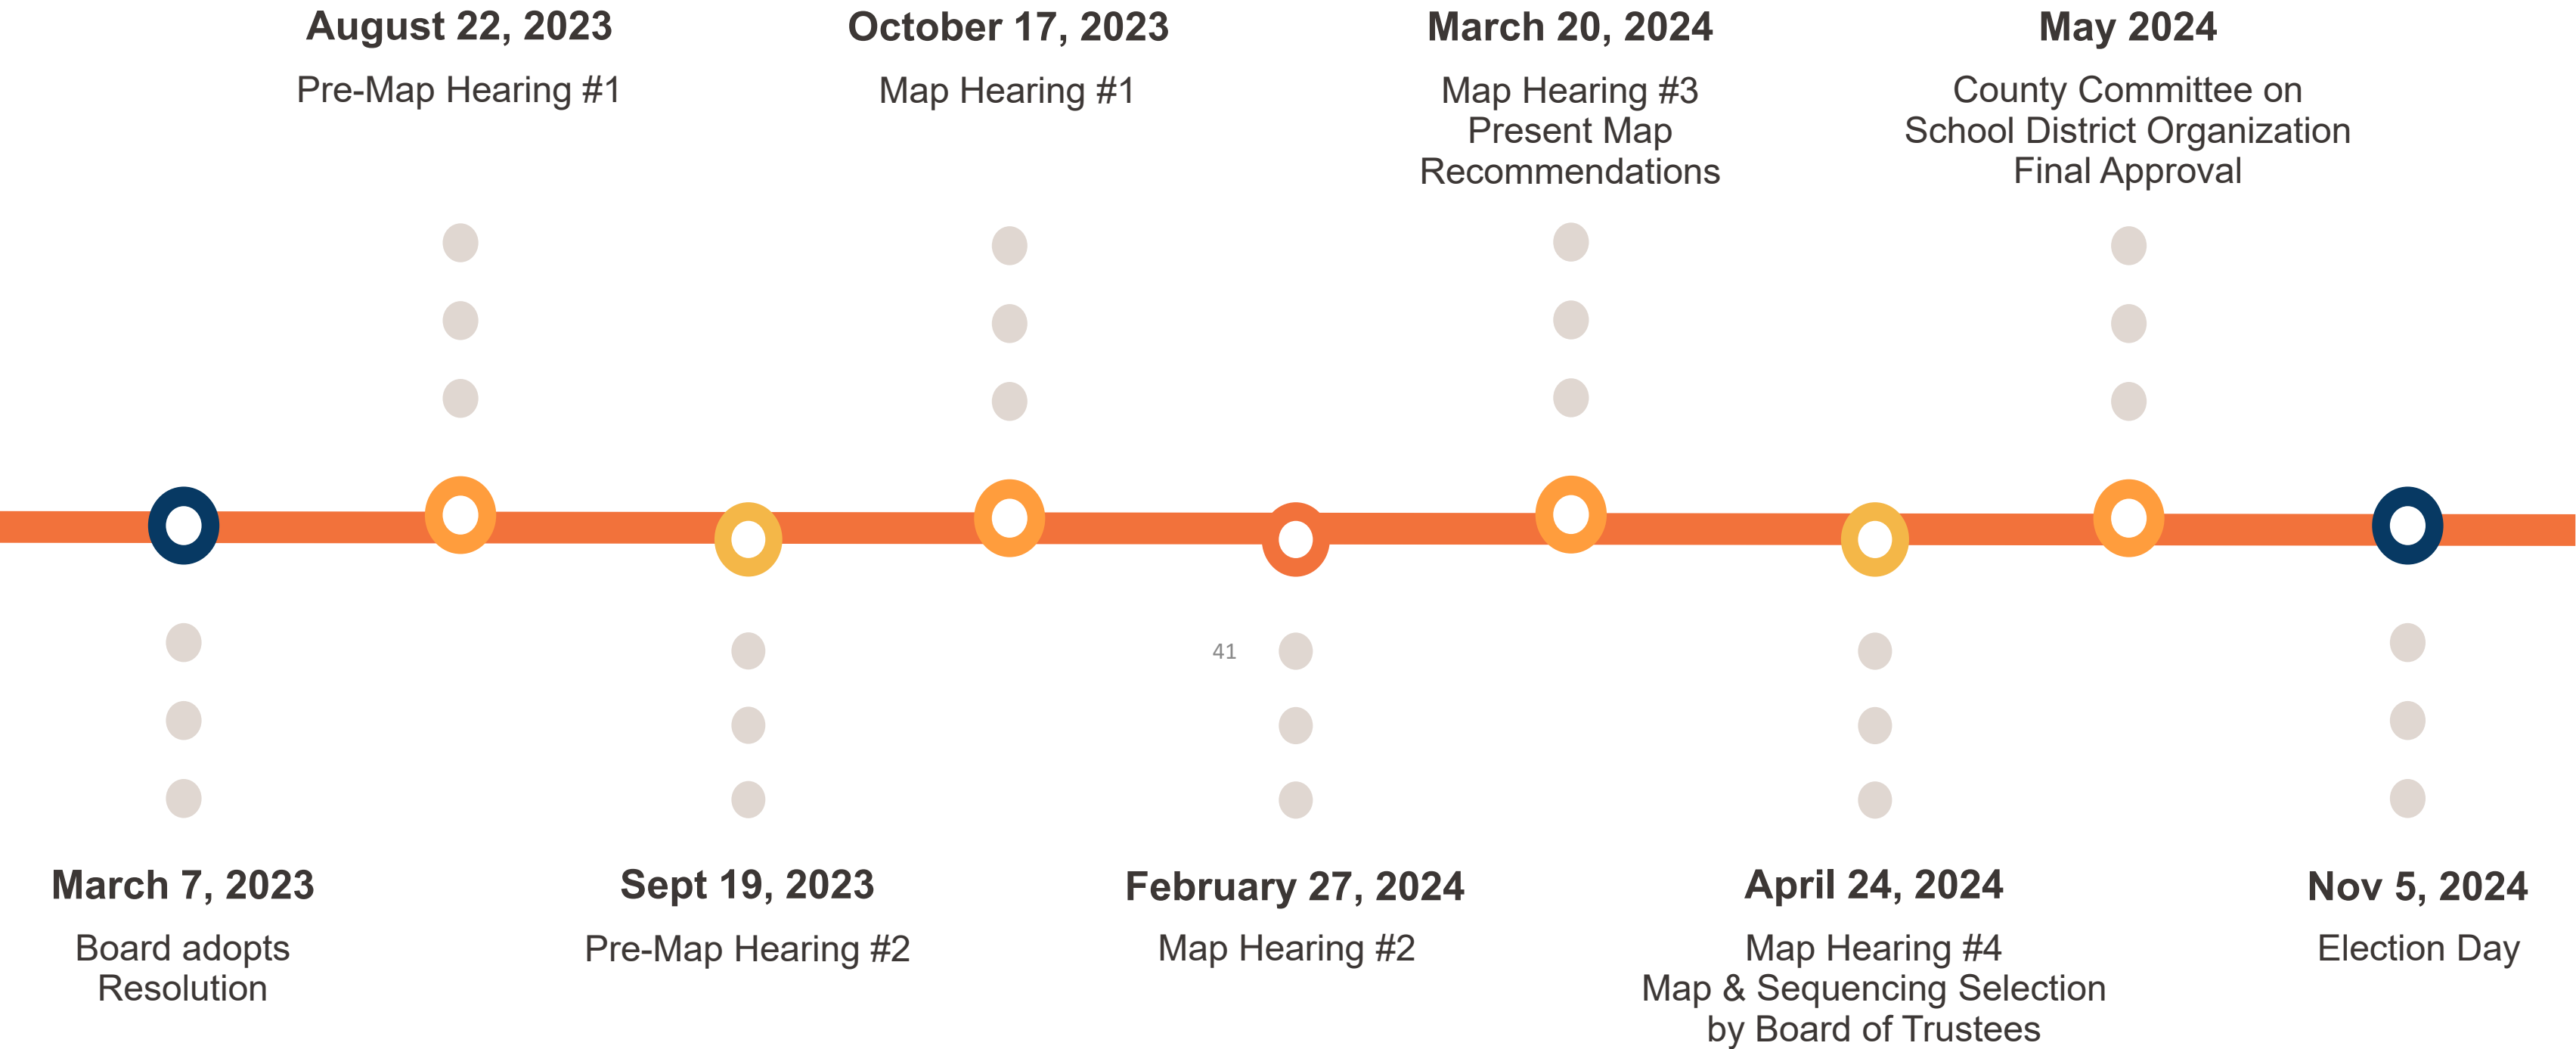 August 22, 2023
Pre-Map Hearing #1
October 17, 2023
Map Hearing #1
March 20, 2024
Map Hearing #3
Present Map
Recommendations
May 2024
County Committee on
School District Organization
Final Approval
41
March 7, 2023
Board adopts
Resolution
Sept 19, 2023
Pre-Map Hearing #2
February 27, 2024
Map Hearing #2
April 24, 2024
Map Hearing #4
Map & Sequencing Selection
by Board of Trustees
Nov 5, 2024
Election Day